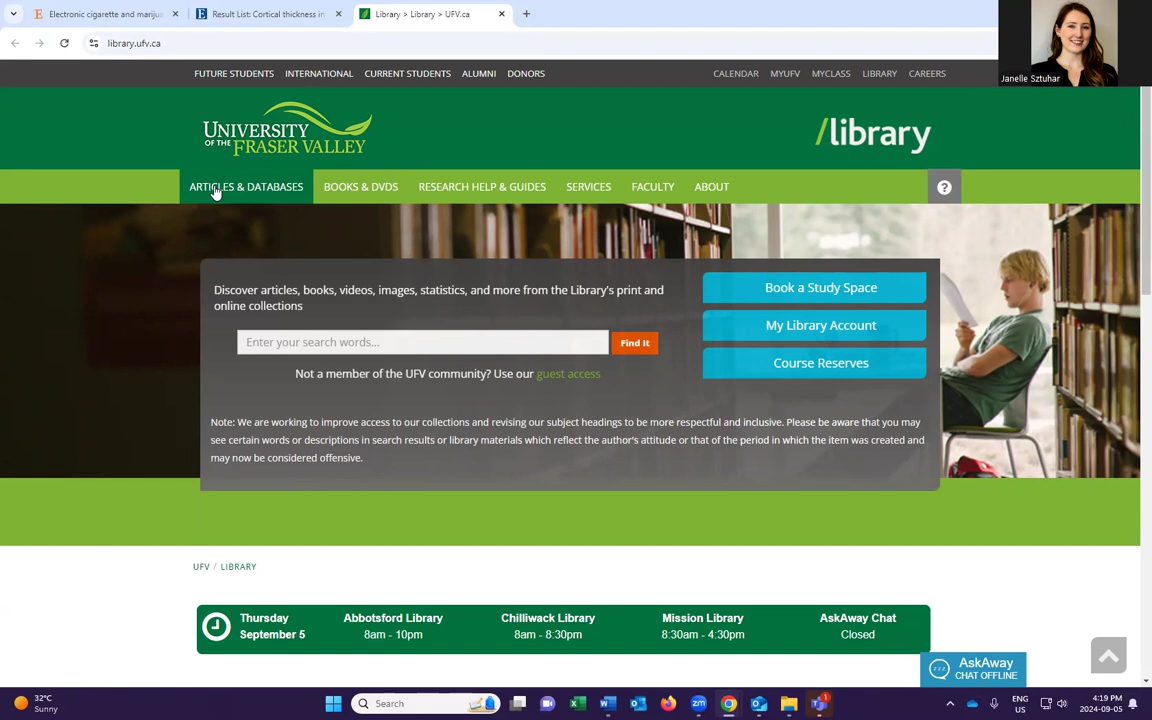 Electronic cigarette and mariju
Result List: Cortical thickness in
Library > Library > UFV.ca
library.ufv.ca
Janelle Sztuhar
FUTURE STUDENTS INTERNATIONAL CURRENT STUDENTS ALUMNI DONORS CALENDAR MYUFV MYCLASS LIBRARY CAREERS
UNIVERSITY
OF THE FRASER VALLEY
/library
ARTICLES & DATABASES BOOKS & DVDS RESEARCH HELP & GUIDES SERVICES FACULTY ABOUT ?
Discover articles, books, videos, images, statistics, and more from the Library's print and
online collections
Enter your search words... Find It
Not a member of the UFV community? Use our guest access
Book a Study Space
My Library Account
Course Reserves
Note: We are working to improve access to our collections and revising our subject headings to be more respectful and inclusive. Please be aware that you may
see certain words or descriptions in search results or library materials which reflect the author's attitude or that of the period in which the item was created and
may now be considered offensive.
UFV / LIBRARY
Thursday
September 5
Abbotsford Library
8am - 10pm
Chilliwack Library
8am - 8:30pm
Mission Library
8:30am - 4:30pm
AskAway Chat
Closed
AskAway
CHAT OFFLINE
32°C
Sunny
Search
1
ENG
US
4:19 PM
2024-09-05